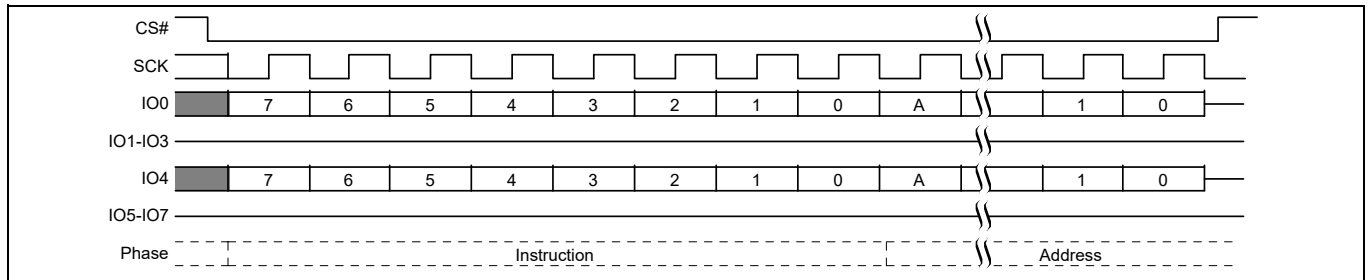 CS#
SCK
IO0 7 6 5 4 3 2 1 0 A 1 0
IO1-IO3
IO4 7 6 5 4 3 2 1 0 A 1 0
IO5-IO7
Phase Instruction Address